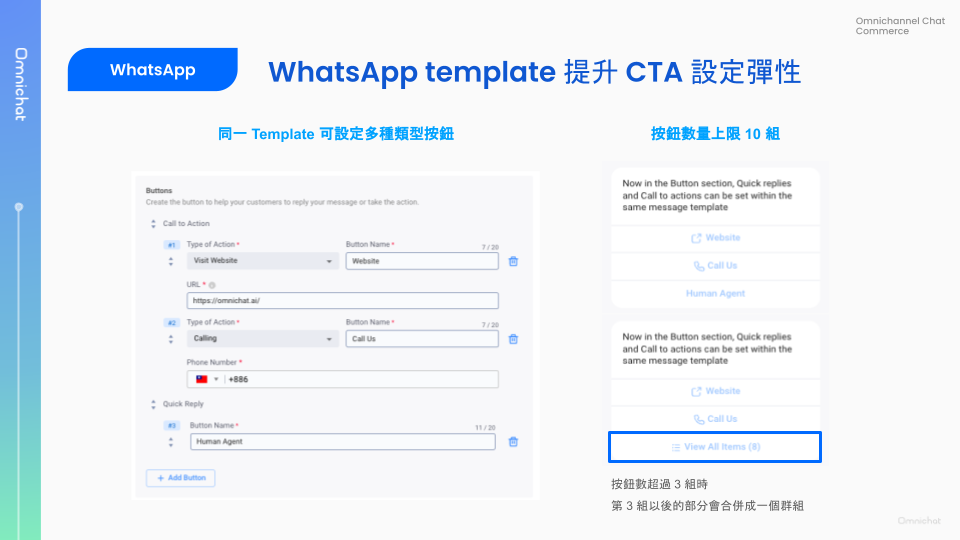 Omnichannel Chat
Commerce
Omnichat
WhatsApp
WhatsApp template 提升 CTA 設定彈性
同一 Template 可設定多種類型按鈕
Buttons
Create the button to help your customers to reply your message or take the action.
Call to Action
#1 Type of Action * Button Name * 7 / 20
Visit Website Website
URL *
https://omnichat.ai/
#2 Type of Action * Button Name * 7 / 20
Calling Call Us
Phone Number *
+886
Quick Reply
#3 Button Name * 11 / 20
Human Agent
+ Add Button
按鈕數量上限 10 組
Now in the Button section, Quick replies
and Call to actions can be set within the
same message template
Website
Call Us
Human Agent
Now in the Button section, Quick replies
and Call to actions can be set within the
same message template
Website
Call Us
View All Items (8)
按鈕數超過 3 組時
第 3 組以後的部分會合併成一個群組
Omnichat